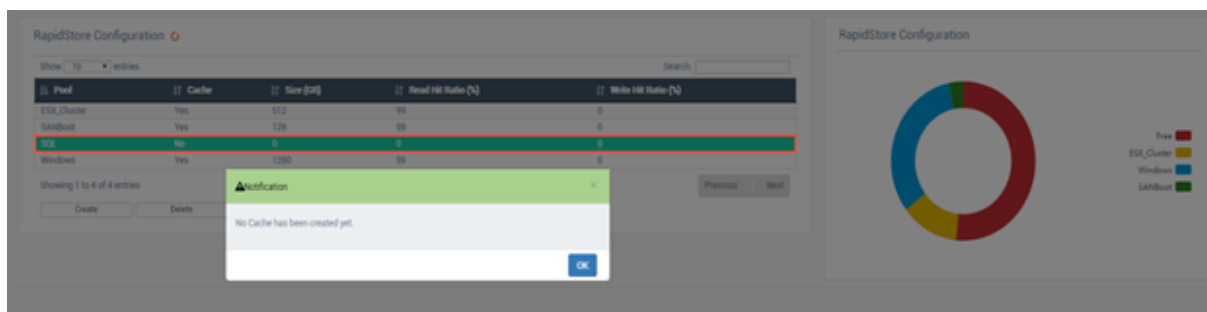 RapidStore Configuration
Show 10 entries
Search:
Pool Cache Size (GB) Read Hit Ratio (%) Write Hit Ratio (%)
ESX_Cluster Yes 512 99 0
SANBoot Yes 128 99 0
SQL No 0 0 0
Windows Yes 1280 99 0
Showing 1 to 4 of 4 entries
Previous 1 Next
Create Delete
Notification ×
No Cache has been created yet.
OK
RapidStore Configuration
Free
ESX_Cluster
Windows
SANBoot